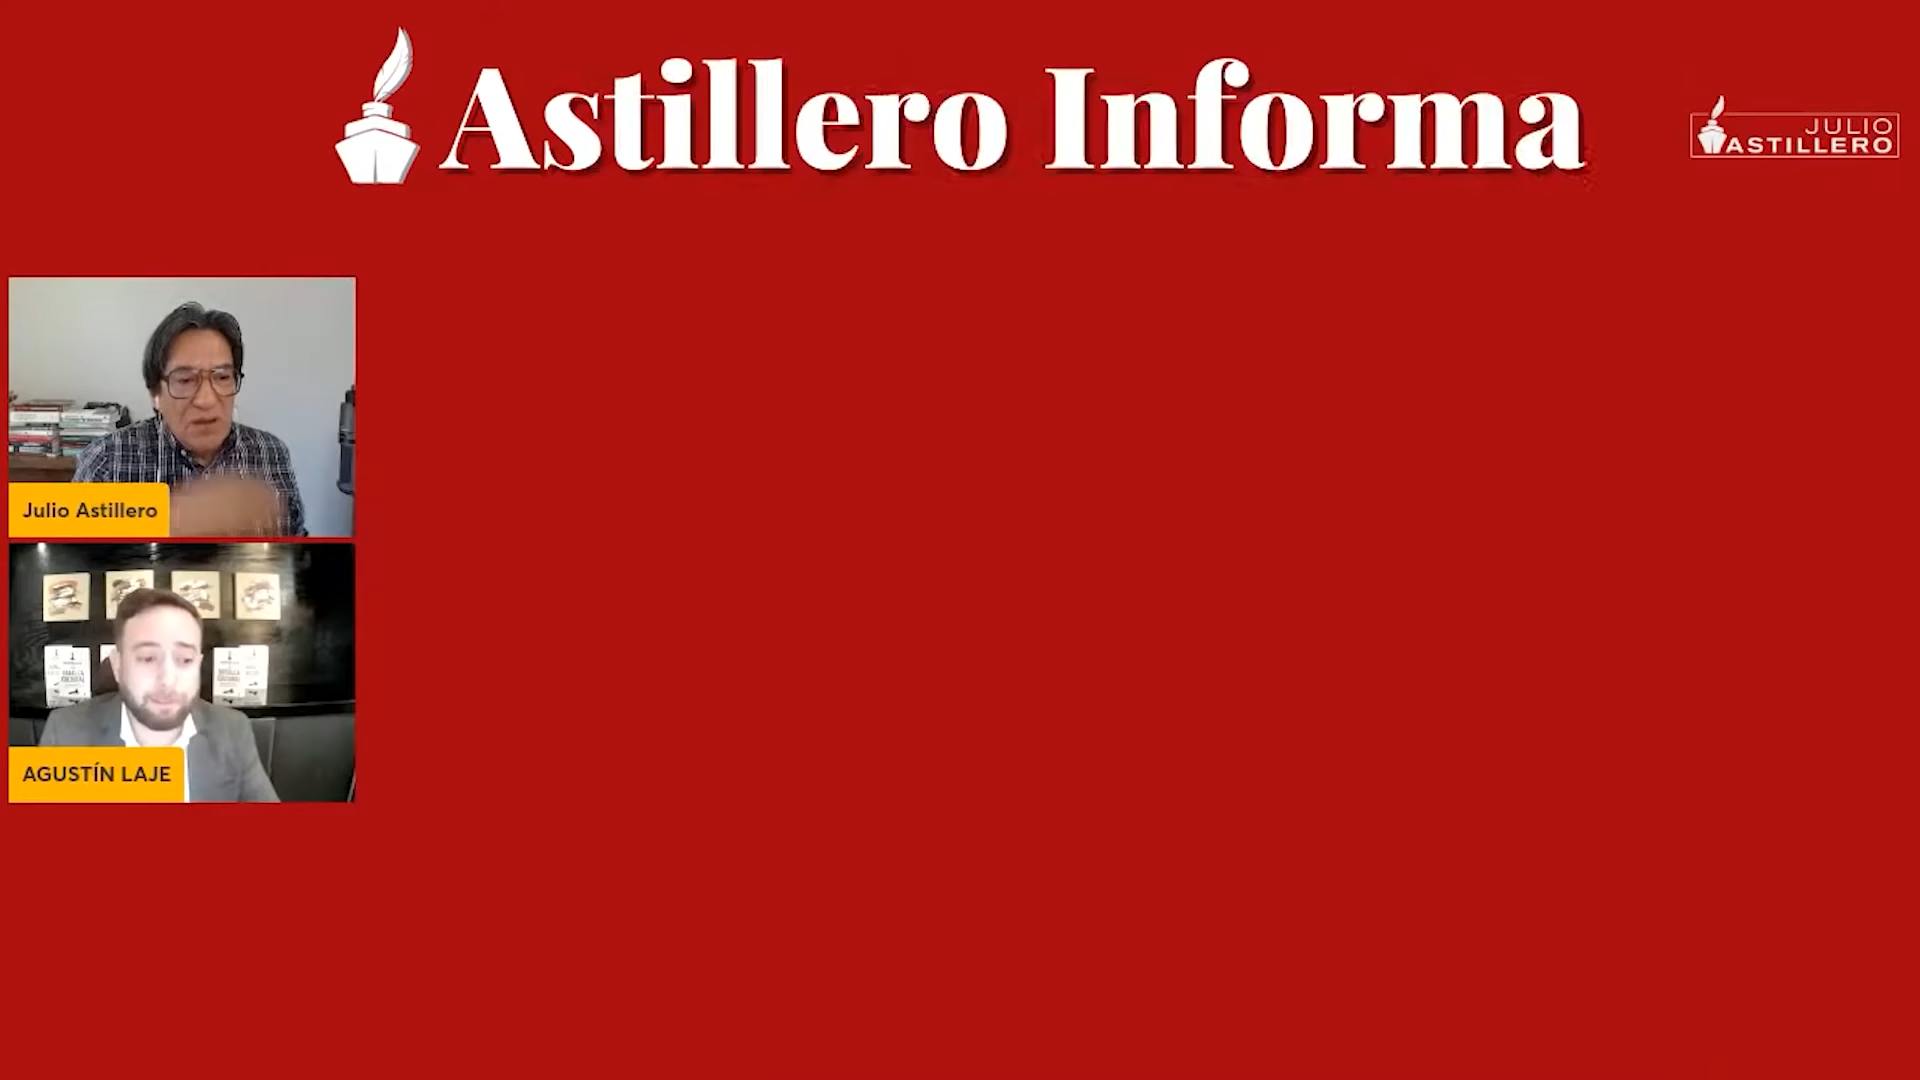 Astillero Informa
JULIO
ASTILLERO
Julio Astillero
AGUSTÍN LAJE